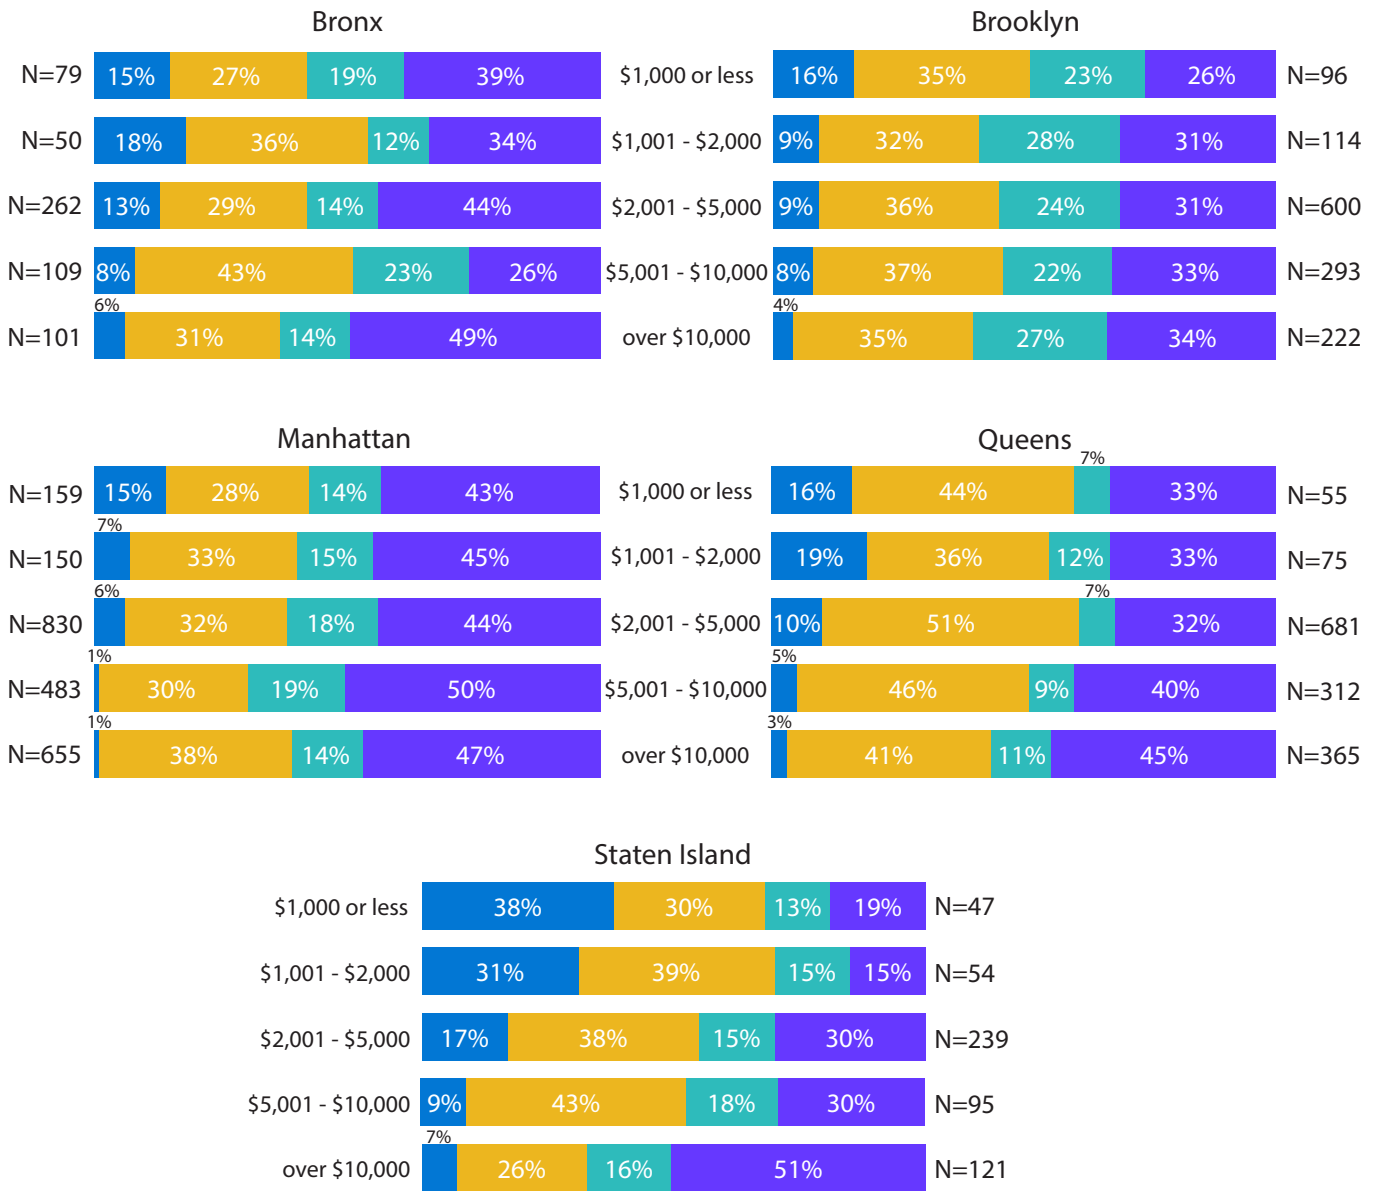 Bronx Brooklyn
N=79 15% 27% 19% 39% $1,000 or less 16% 35% 23% 26% N=96
N=50 18% 36% 12% 34% $1,001 - $2,000 9% 32% 28% 31% N=114
N=262 13% 29% 14% 44% $2,001 - $5,000 9% 36% 24% 31% N=600
N=109 8% 43% 23% 26% $5,001 - $10,000 8% 37% 22% 33% N=293
6% 4%
N=101 31% 14% 49% over $10,000 35% 27% 34% N=222
Manhattan Queens
7%
N=159 15% 28% 14% 43% $1,000 or less 16% 44% 33% N=55
7%
N=150 33% 15% 45% $1,001 - $2,000 19% 36% 12% 33% N=75
6% 7%
N=830 32% 18% 44% $2,001 - $5,000 10% 51% 32% N=681
1% 5%
N=483 30% 19% 50% $5,001 - $10,000 46% 9% 40% N=312
1% 3%
N=655 38% 14% 47% over $10,000 41% 11% 45% N=365
Staten Island
$1,000 or less 38% 30% 13% 19% N=47
$1,001 - $2,000 31% 39% 15% 15% N=54
$2,001 - $5,000 17% 38% 15% 30% N=239
$5,001 - $10,000 9% 43% 18% 30% N=95
7%
over $10,000 26% 16% 51% N=121